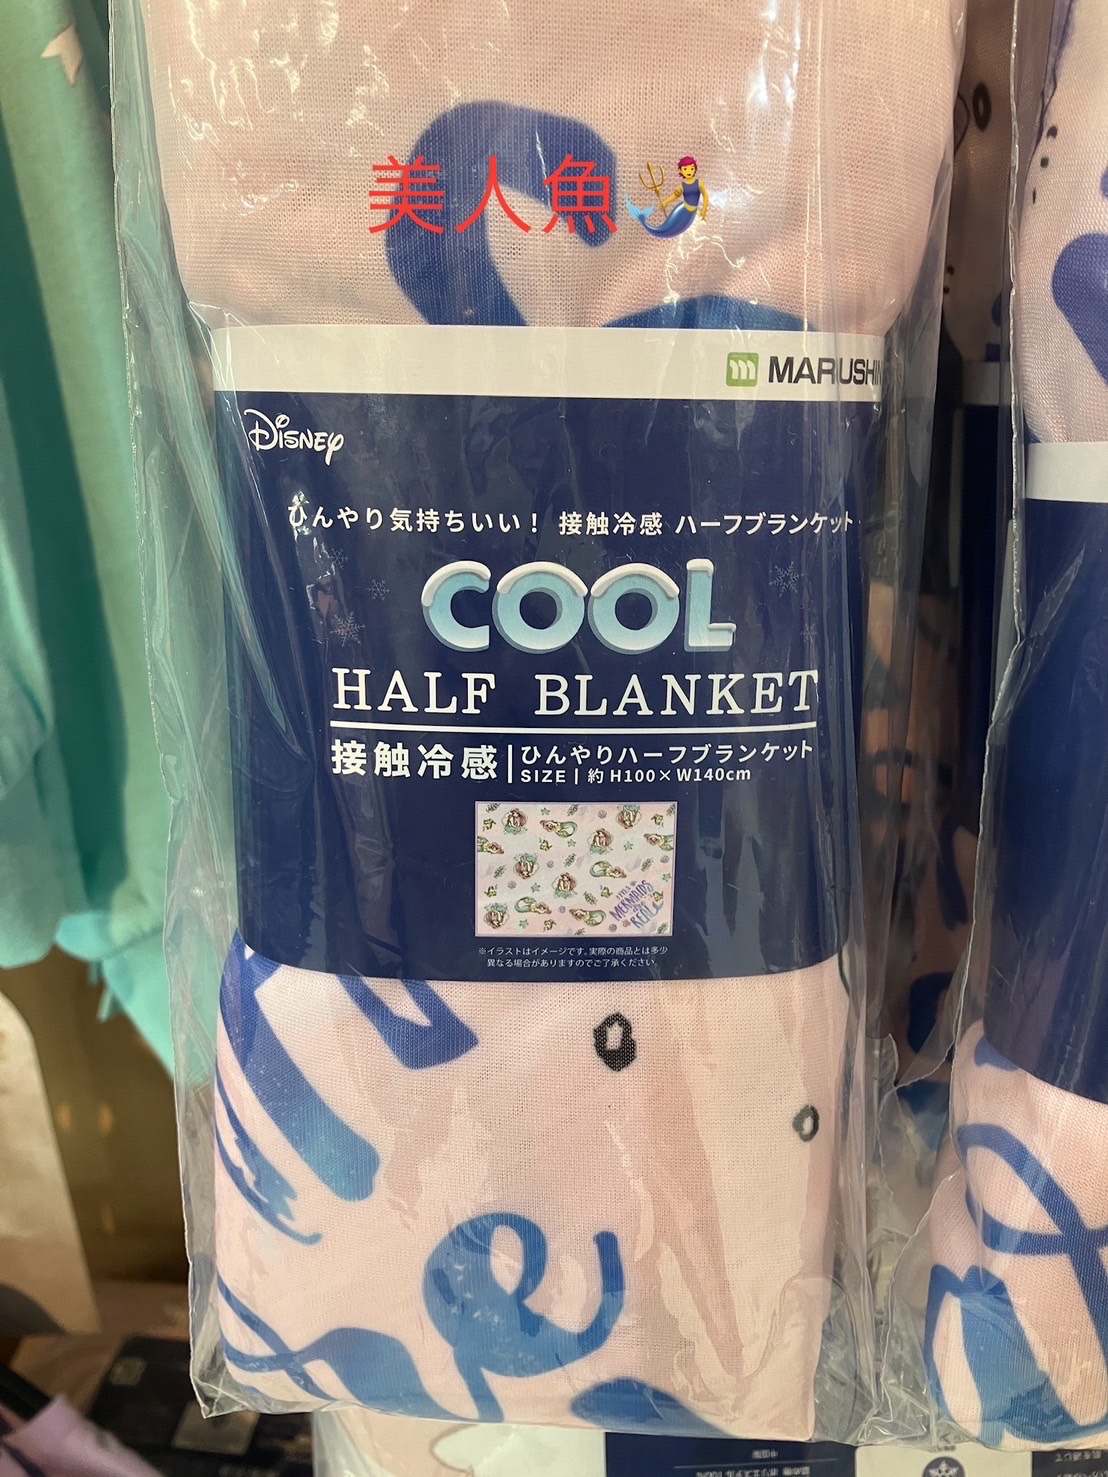 美人魚
MARUSHIN
Disney
ひんやり気持ちいい！ 接触冷感 ハーフブランケット
COOL
HALF BLANKET
接触冷感
ひんやりハーフブランケット
SIZE | 約 H100×W140cm
MERMAIDS
REAL
※イラストはイメージです。実際の商品とは多少
異なる場合がありますのでご了承ください。